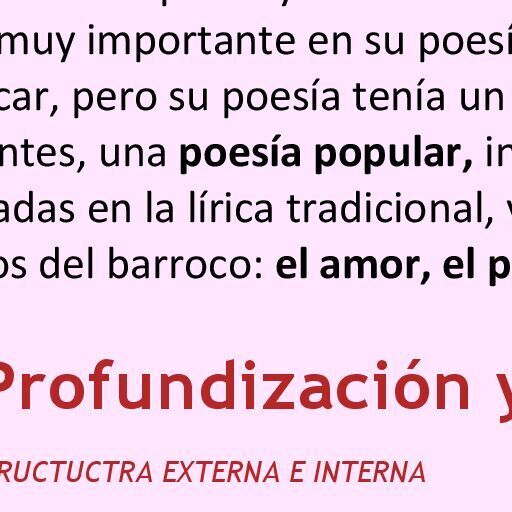 muy importante en su poesí
car, pero su poesía tenía un
ntes, una poesía popular, in
adas en la lírica tradicional,
os del barroco: el amor, el p
Profundización y
RUCTUCTRA EXTERNA E INTERNA